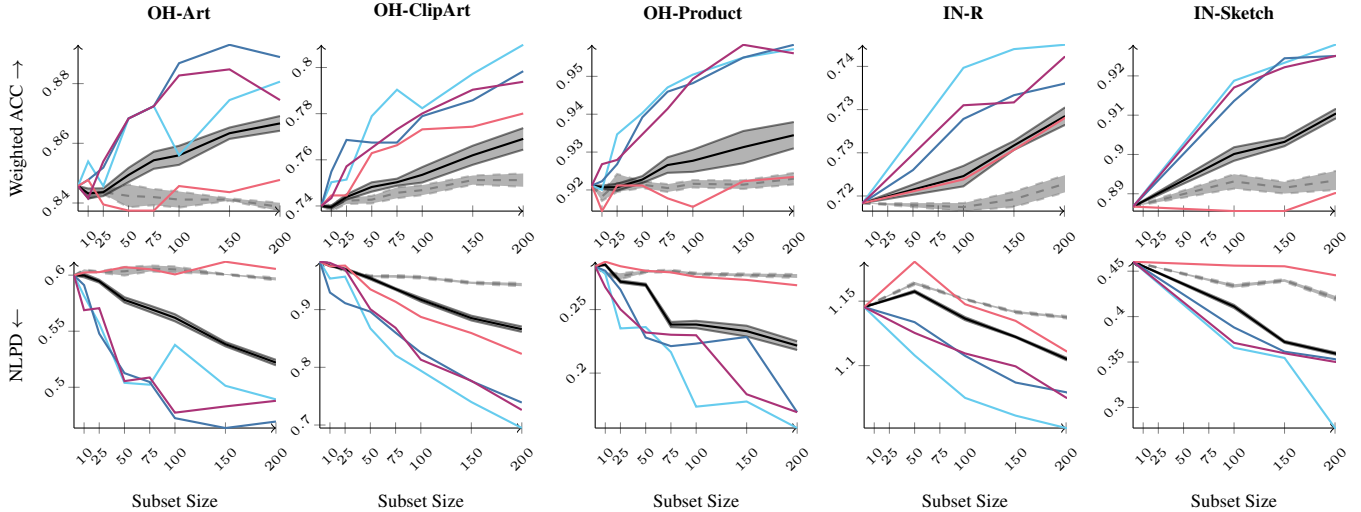 OH-Art OH-ClipArt OH-Product IN-R IN-Sketch
Weighted ACC →
0.88
0.86
0.84
10 25 50 75 100 150 200
0.8
0.78
0.76
0.74
10 25 50 75 100 150 200
0.95
0.94
0.93
0.92
10 25 50 75 100 150 200
0.74
0.73
0.73
0.72
10 25 50 75 100 150 200
0.92
0.91
0.9
0.89
10 25 50 75 100 150 200
NLPD ←
0.6
0.55
0.5
10 25 50 75 100 150 200
0.9
0.8
0.7
10 25 50 75 100 150 200
0.25
0.2
10 25 50 75 100 150 200
1.15
1.1
10 25 50 75 100 150 200
0.45
0.4
0.35
0.3
10 25 50 75 100 150 200
Subset Size Subset Size Subset Size Subset Size Subset Size